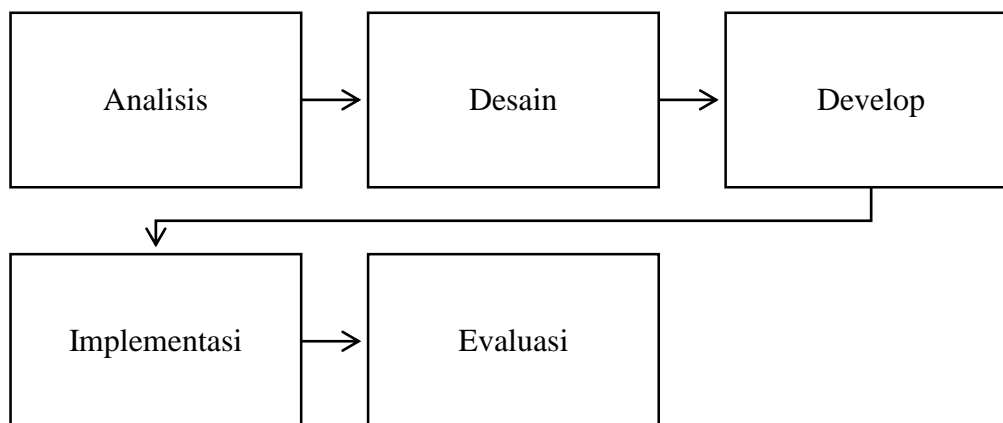 Analisis
Desain
Develop
Implementasi
Evaluasi